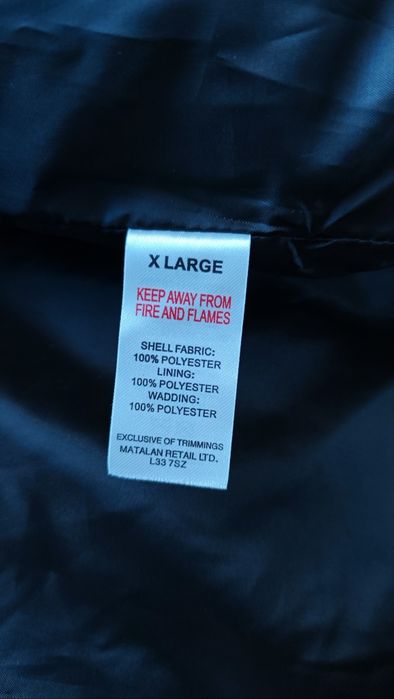 X LARGE
KEEP AWAY FROM
FIRE AND FLAMES
SHELL FABRIC:
100% POLYESTER
LINING:
100% POLYESTER
WADDING:
100% POLYESTER
EXCLUSIVE OF TRIMMINGS
MATALAN RETAIL LTD.
L33 7SZ